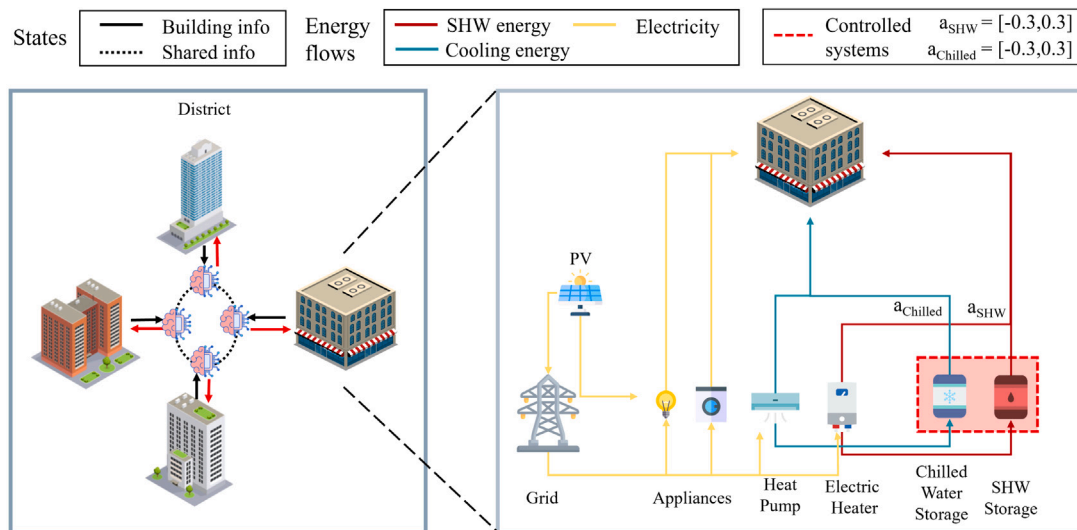 States
Building info
Shared info
Energy
flows
SHW energy
Cooling energy
Electricity
Controlled
systems
aSHW = [-0.3,0.3]
aChilled = [-0.3,0.3]
District
PV
aChilled
aSHW
Grid
Appliances
Heat
Pump
Electric
Heater
Chilled
Water
Storage
SHW
Storage